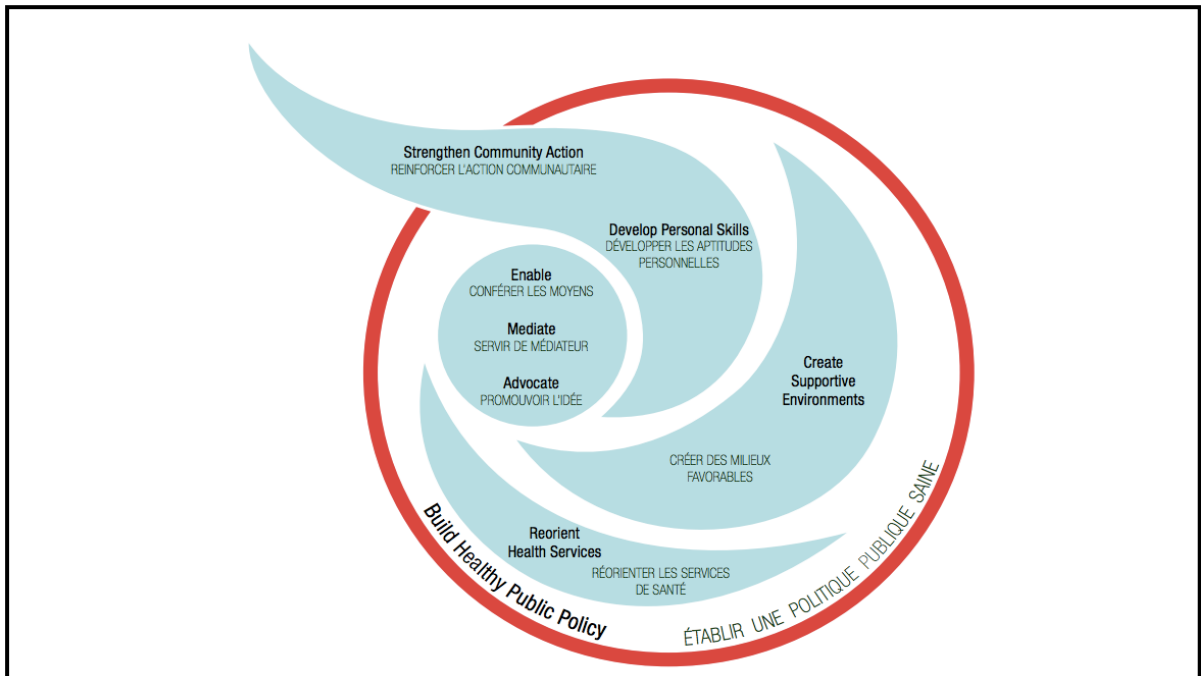 Strengthen Community Action
REINFORCER L'ACTION COMMUNAUTAIRE
Develop Personal Skills
DÉVELOPPER LES APTITUDES
PERSONNELLES
Enable
CONFÉRER LES MOYENS
Mediate
SERVIR DE MÉDIATEUR
Advocate
PROMOUVOIR L'IDÉE
Create
Supportive
Environments
CRÉER DES MILIEUX
FAVORABLES
Reorient
Health Services
RÉORIENTER LES SERVICES
DE SANTÉ
Build Healthy Public Policy
ÉTABLIR UNE POLITIQUE PUBLIQUE SAINE